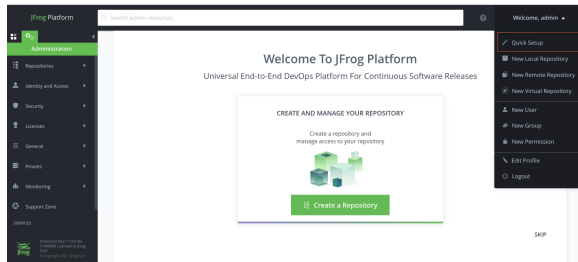 JFrog Platform
Search admin resources
Welcome, admin
Administration
Repositories
Identity and Access
Security
Licenses
General
Proxies
Monitoring
Support Zone
SERVICES
JFrog
Welcome To JFrog Platform
Universal End-to-End DevOps Platform For Continuous Software Releases
CREATE AND MANAGE YOUR REPOSITORY
Create a repository and
manage access to your repository
Create a Repository
SKIP
Quick Setup
New Local Repository
New Remote Repository
New Virtual Repository
New User
New Group
New Permission
Edit Profile
Logout